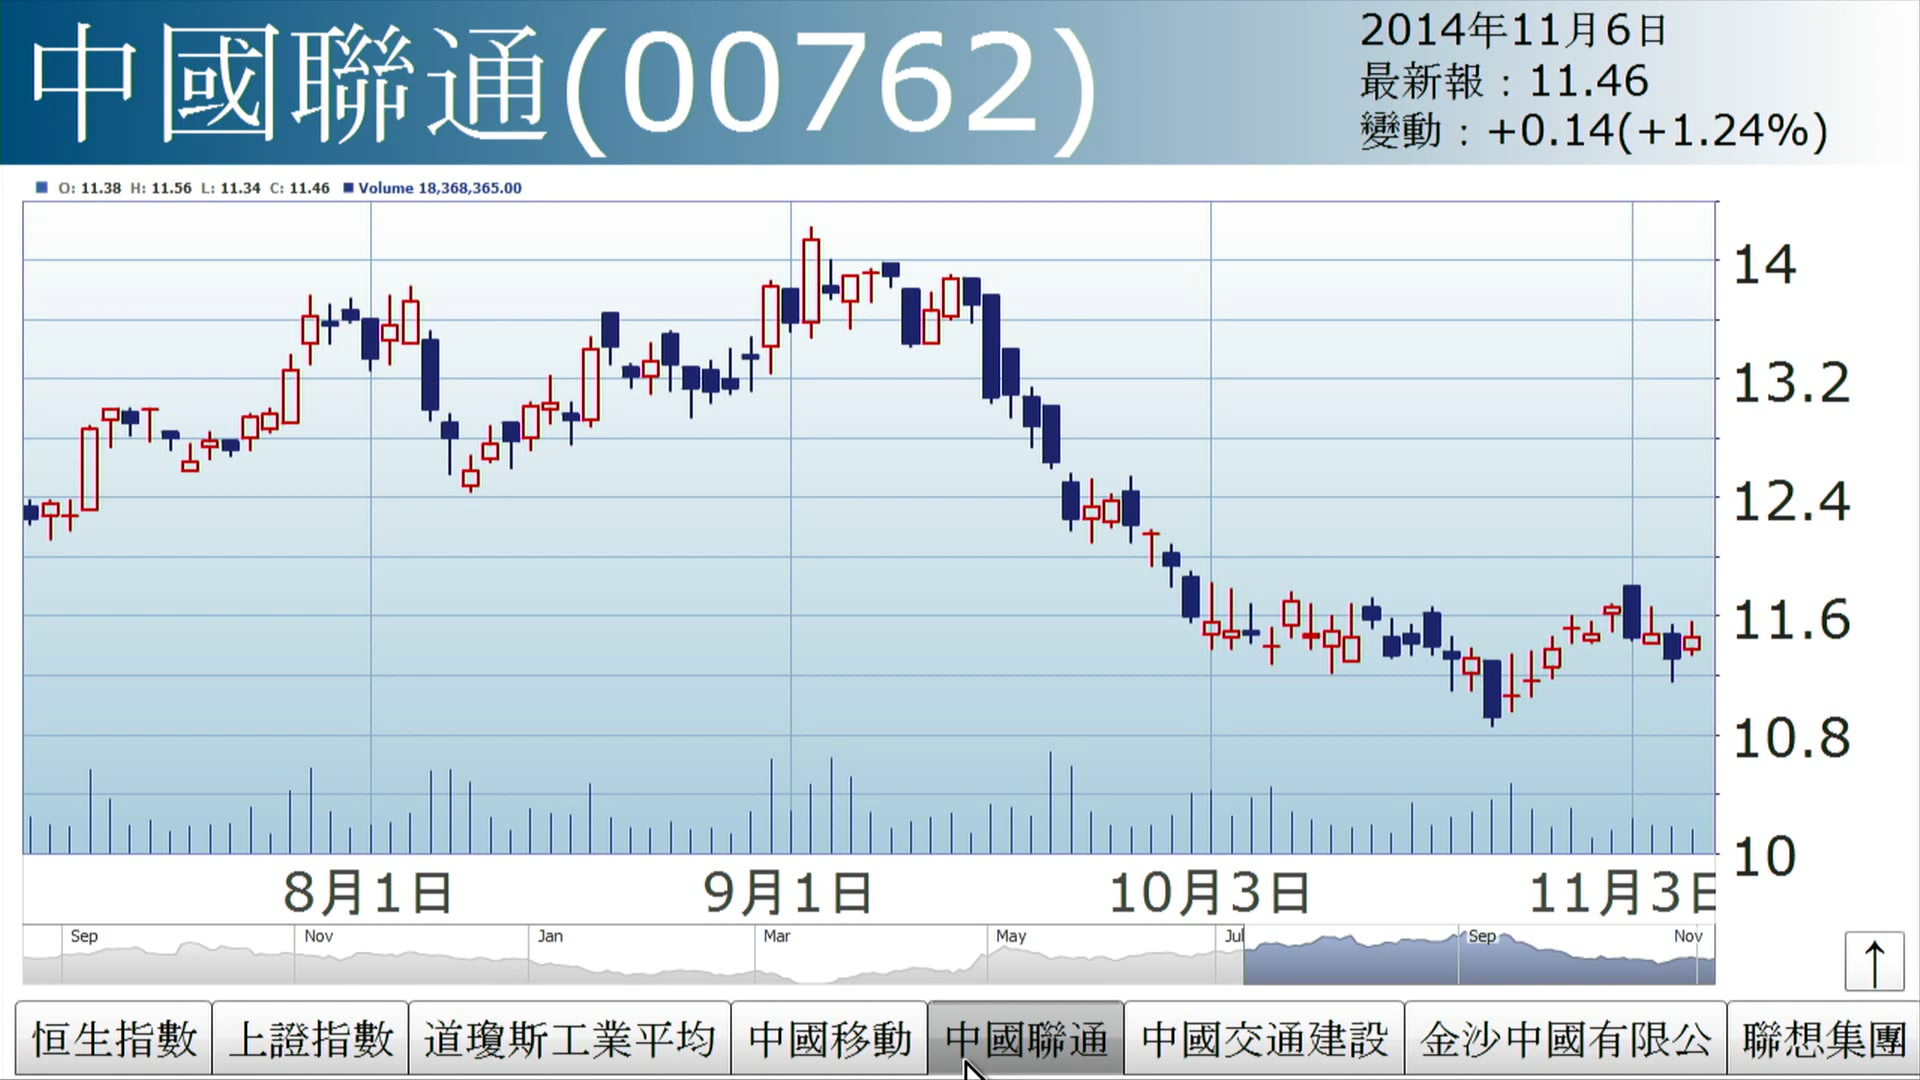 中國聯通(00762)
2014年11月6日
最新報：11.46
變動：+0.14(+1.24%)
O: 11.38 H: 11.56 L: 11.34 C: 11.46 Volume 18,368,365.00
14
13.2
12.4
11.6
10.8
10
8月1日 9月1日 10月3日 11月3日
Sep Nov Jan Mar May Jul Sep Nov
↑
恒生指數 上證指數 道瓊斯工業平均 中國移動 中國聯通 中國交通建設 金沙中國有限公 聯想集團